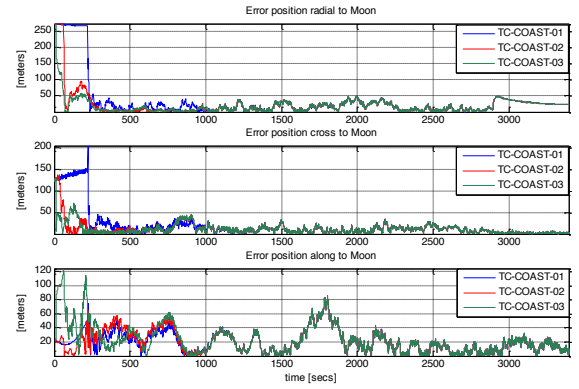 Error position radial to Moon
[meters]
250
200
150
100
50
0 500 1000 1500 2000 2500 3000
TC-COAST-01
TC-COAST-02
TC-COAST-03
Error position cross to Moon
[meters]
200
150
100
50
0 500 1000 1500 2000 2500 3000
TC-COAST-01
TC-COAST-02
TC-COAST-03
Error position along to Moon
[meters]
120
100
80
60
40
20
0 500 1000 1500 2000 2500 3000
TC-COAST-01
TC-COAST-02
TC-COAST-03
time [secs]